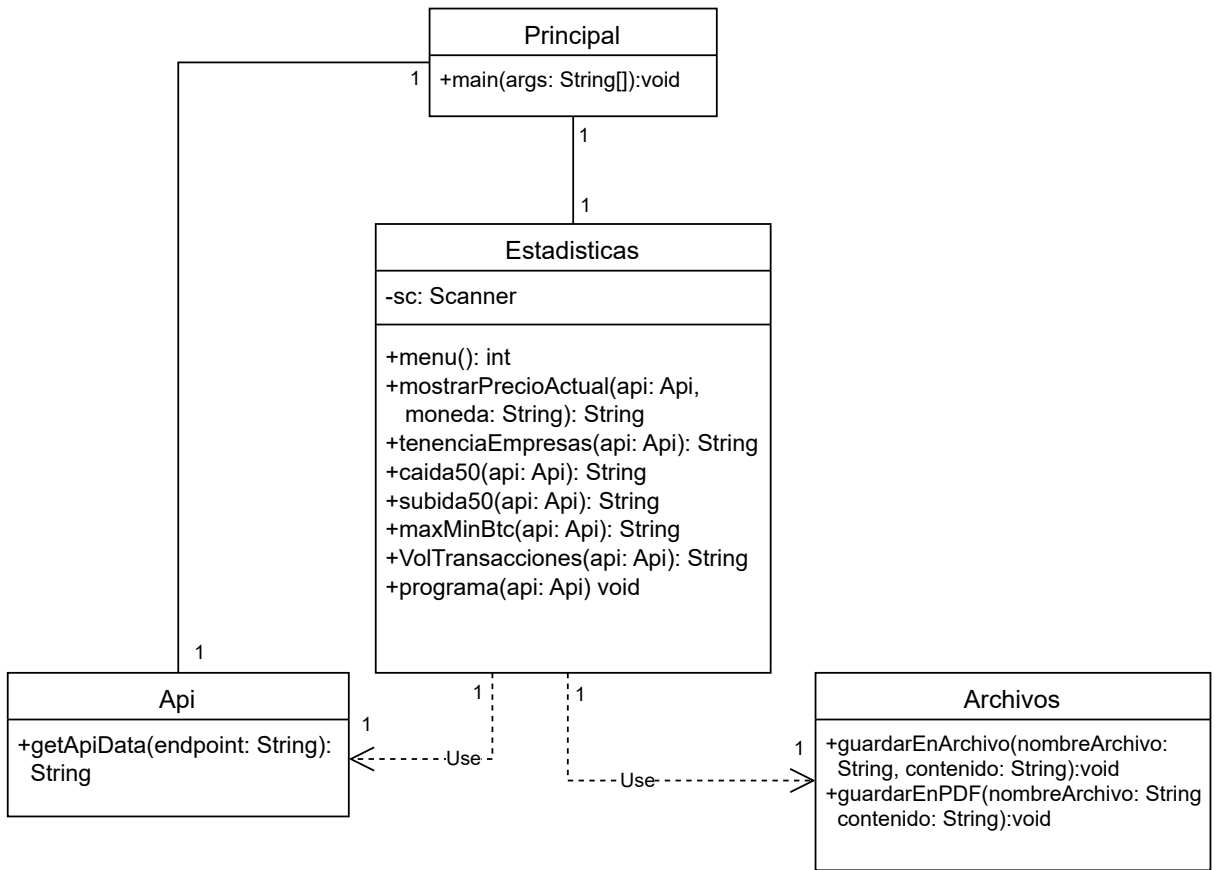 Principal
+main(args: String[]):void
1
1
1
Estadisticas
-sc: Scanner
+menu(): int
+mostrarPrecioActual(api: Api,
moneda: String): String
+tenenciaEmpresas(api: Api): String
+caida50(api: Api): String
+subida50(api: Api): String
+maxMinBtc(api: Api): String
+VolTransacciones(api: Api): String
+programa(api: Api) void
1
Api
+getApiData(endpoint: String):
String
1
1
Use
1
Use
1
Archivos
+guardarEnArchivo(nombreArchivo:
String, contenido: String):void
+guardarEnPDF(nombreArchivo: String
contenido: String):void